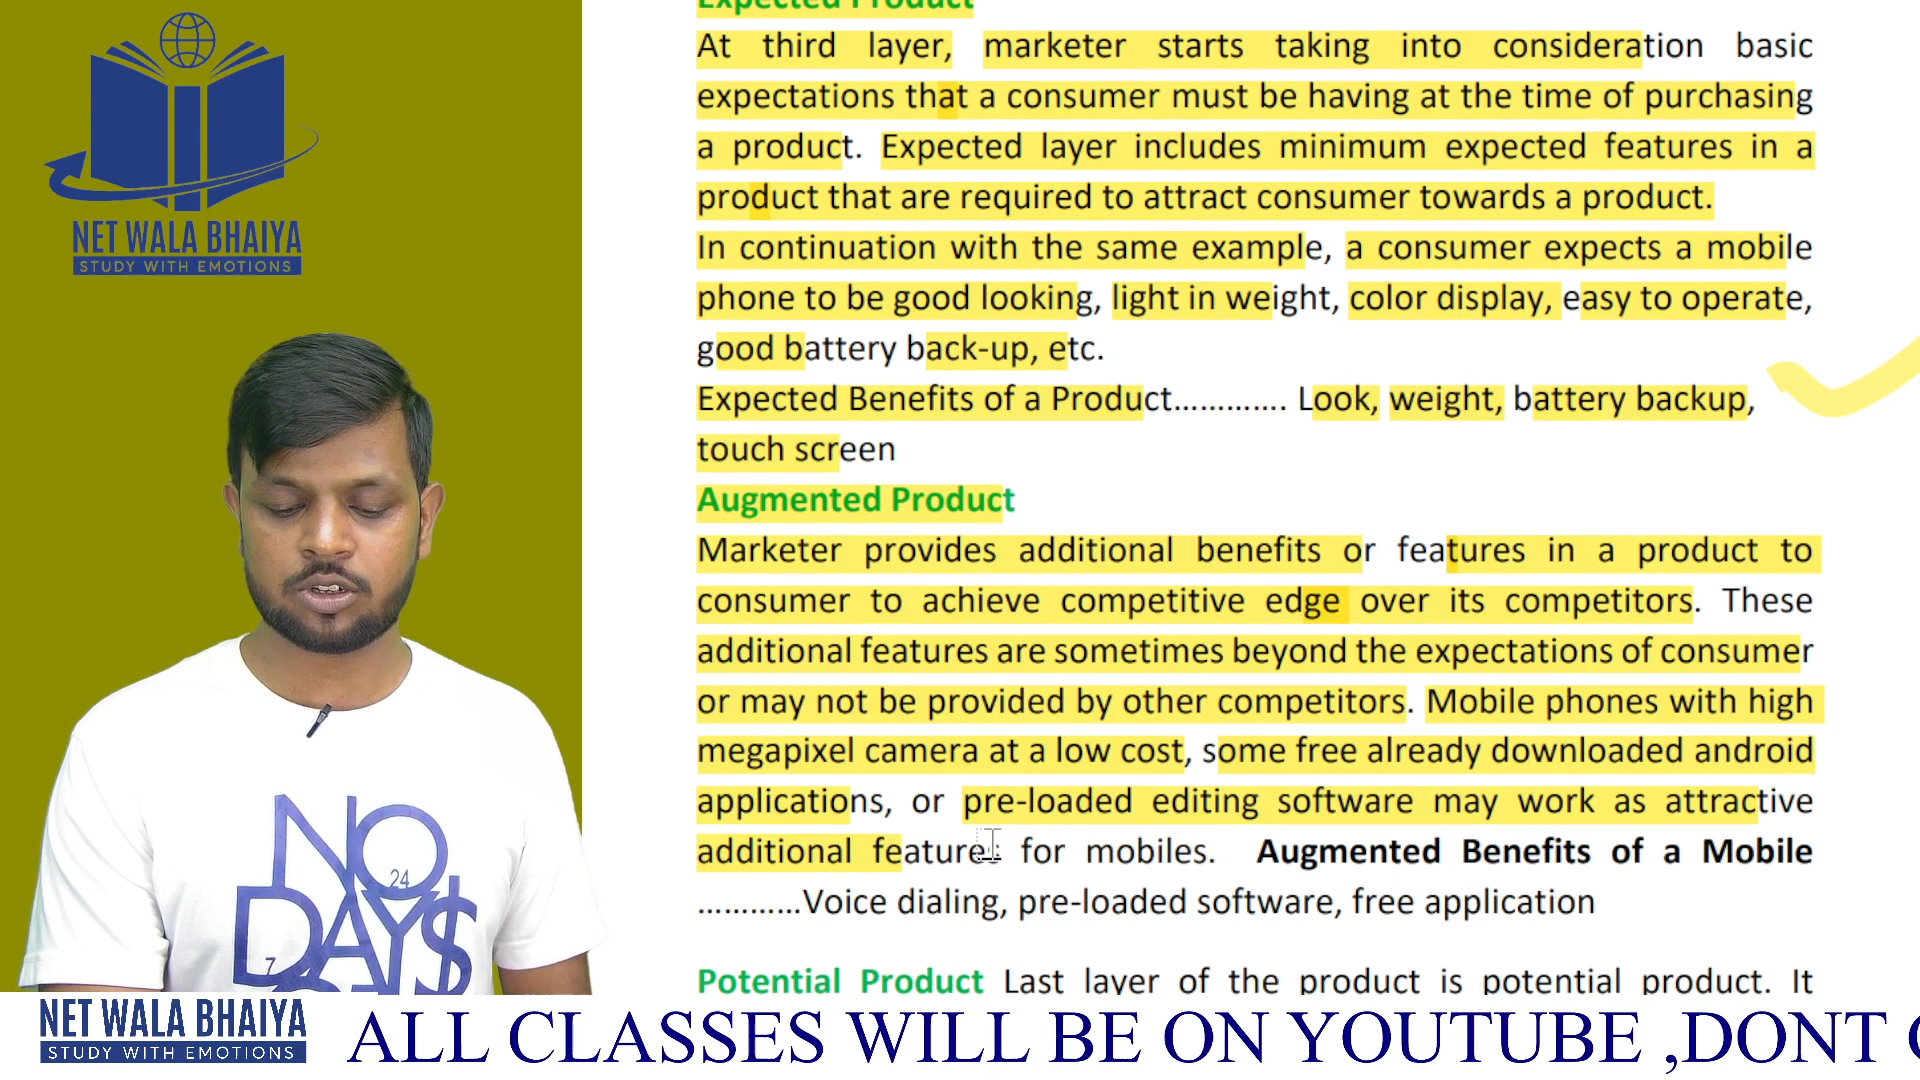 NET WALA BHAIYA
STUDY WITH EMOTIONS
Expected Product
At third layer, marketer starts taking into consideration basic
expectations that a consumer must be having at the time of purchasing
a product. Expected layer includes minimum expected features in a
product that are required to attract consumer towards a product.
In continuation with the same example, a consumer expects a mobile
phone to be good looking, light in weight, color display, easy to operate,
good battery back-up, etc.
Expected Benefits of a Product…………. Look, weight, battery backup,
touch screen
Augmented Product
Marketer provides additional benefits or features in a product to
consumer to achieve competitive edge over its competitors. These
additional features are sometimes beyond the expectations of consumer
or may not be provided by other competitors. Mobile phones with high
megapixel camera at a low cost, some free already downloaded android
applications, or pre-loaded editing software may work as attractive
additional features for mobiles. Augmented Benefits of a Mobile
…………Voice dialing, pre-loaded software, free application
Potential Product Last layer of the product is potential product. It
NO
24
DAYS
7
NET WALA BHAIYA
STUDY WITH EMOTIONS
ALL CLASSES WILL BE ON YOUTUBE ,DONT